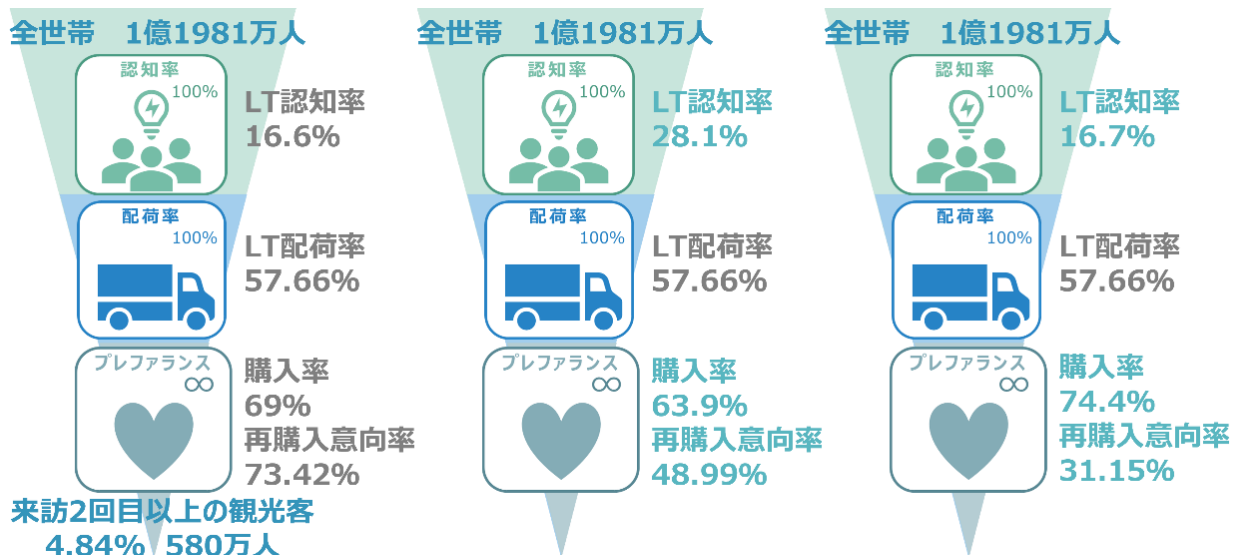 全世帯　1億1981万人
認知率
100%
LT認知率
16.6%
配荷率
100%
LT配荷率
57.66%
プレファランス
∞
購入率
69%
再購入意向率
73.42%
来訪2回目以上の観光客
4.84%  580万人
全世帯　1億1981万人
認知率
100%
LT認知率
28.1%
配荷率
100%
LT配荷率
57.66%
プレファランス
∞
購入率
63.9%
再購入意向率
48.99%
全世帯　1億1981万人
認知率
100%
LT認知率
16.7%
配荷率
100%
LT配荷率
57.66%
プレファランス
∞
購入率
74.4%
再購入意向率
31.15%